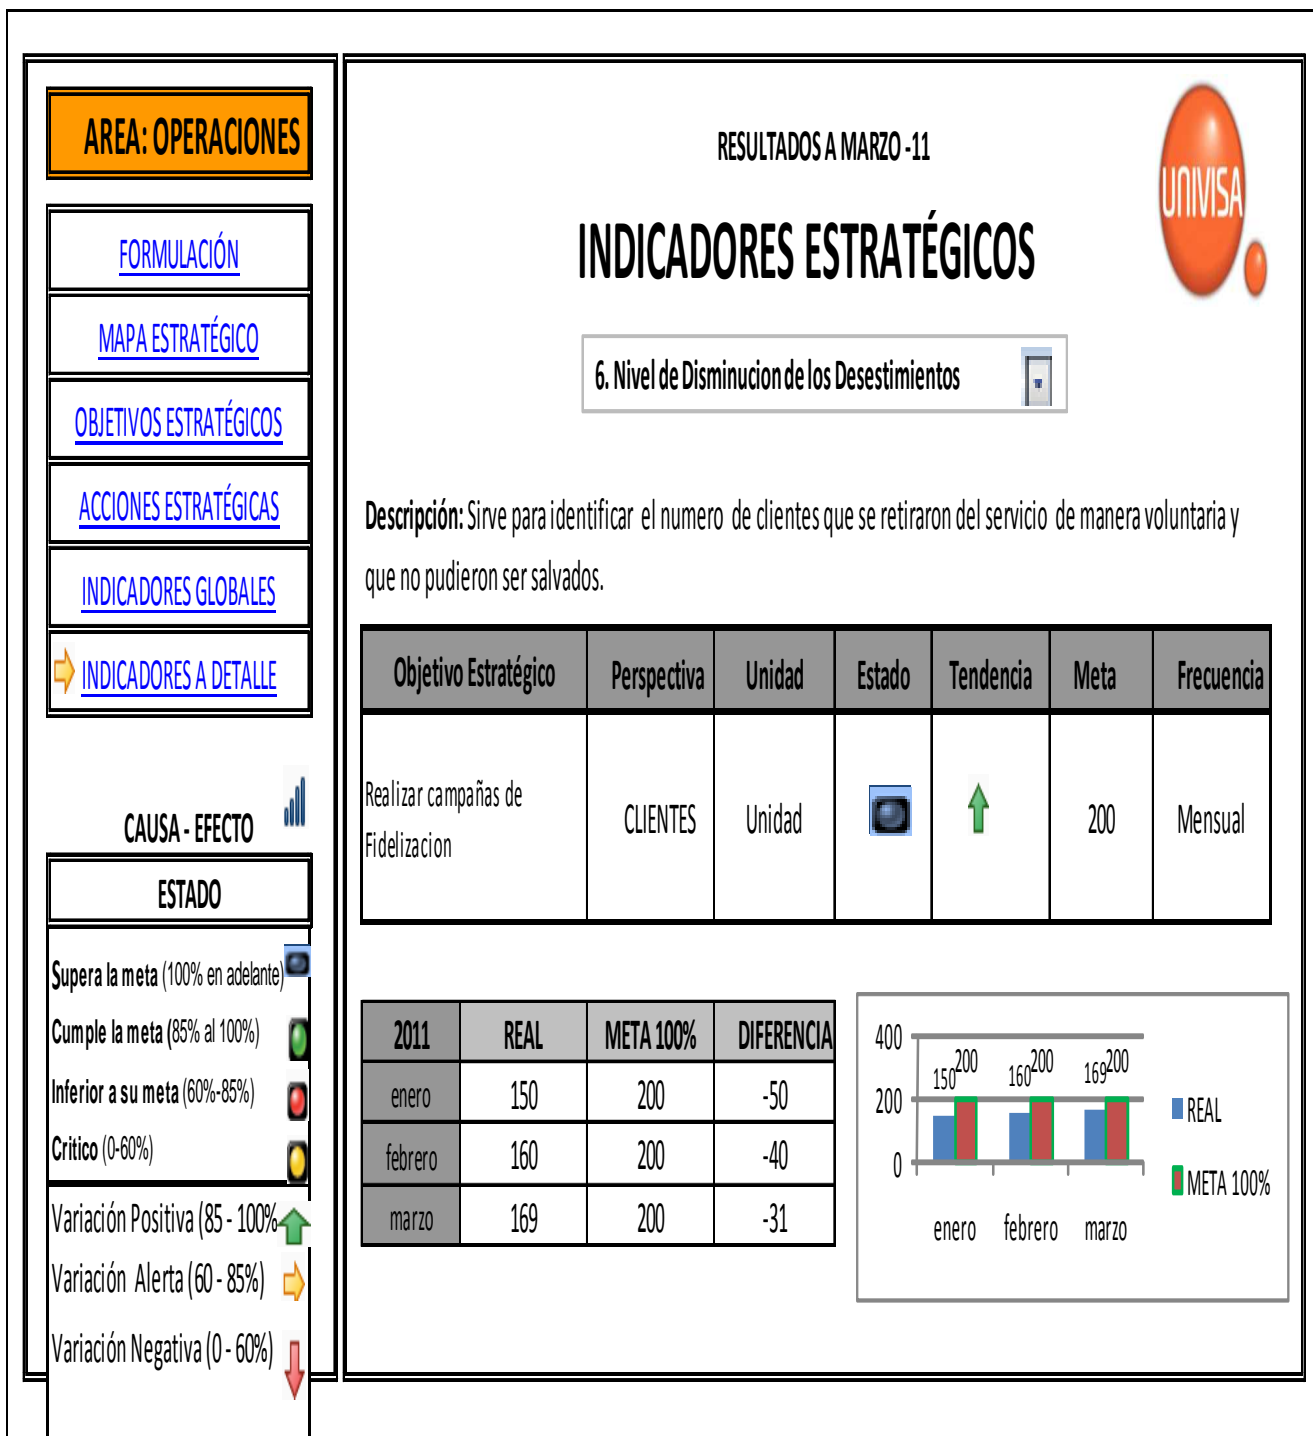 AREA: OPERACIONES
FORMULACIÓN
MAPA ESTRATÉGICO
OBJETIVOS ESTRATÉGICOS
ACCIONES ESTRATÉGICAS
INDICADORES GLOBALES
INDICADORES A DETALLE
CAUSA - EFECTO
ESTADO
Supera la meta (100% en adelante)
Cumple la meta (85% al 100%)
Inferior a su meta (60%-85%)
Critico (0-60%)
Variación Positiva (85 - 100%
Variación Alerta (60 - 85%)
Variación Negativa (0 - 60%)
RESULTADOS A MARZO -11
INDICADORES ESTRATÉGICOS
UNIVISA
6. Nivel de Disminucion de los Desestimientos
Descripción: Sirve para identificar el numero de clientes que se retiraron del servicio de manera voluntaria y
que no pudieron ser salvados.
Objetivo Estratégico Perspectiva Unidad Estado Tendencia Meta Frecuencia
Realizar campañas de
Fidelizacion
CLIENTES Unidad 200 Mensual
2011 REAL META 100% DIFERENCIA
enero 150 200 -50
febrero 160 200 -40
marzo 169 200 -31
400
200
0
150 200 160 200 169 200
enero febrero marzo
REAL
META 100%